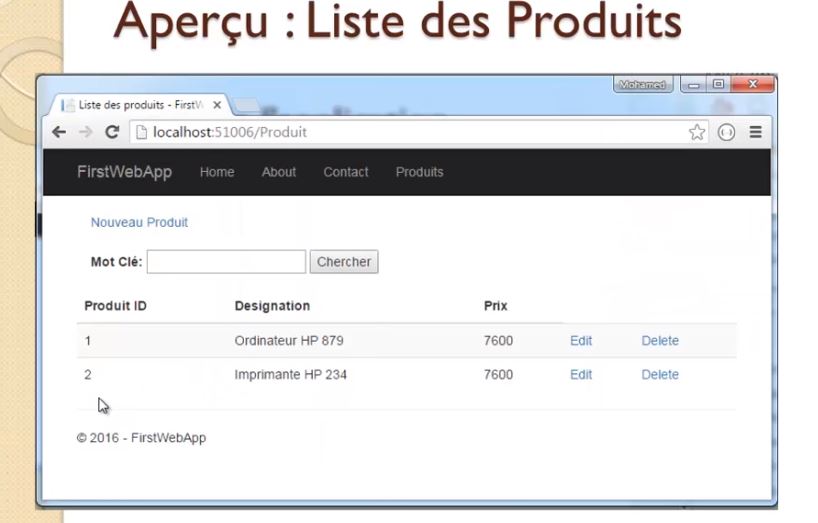 Aperçu : Liste des Produits
Mohamed
Liste des produits - FirstW
localhost:51006/Produit
FirstWebApp Home About Contact Produits
Nouveau Produit
Mot Clé: Chercher
Produit ID Designation Prix
1 Ordinateur HP 879 7600 Edit Delete
2 Imprimante HP 234 7600 Edit Delete
© 2016 - FirstWebApp